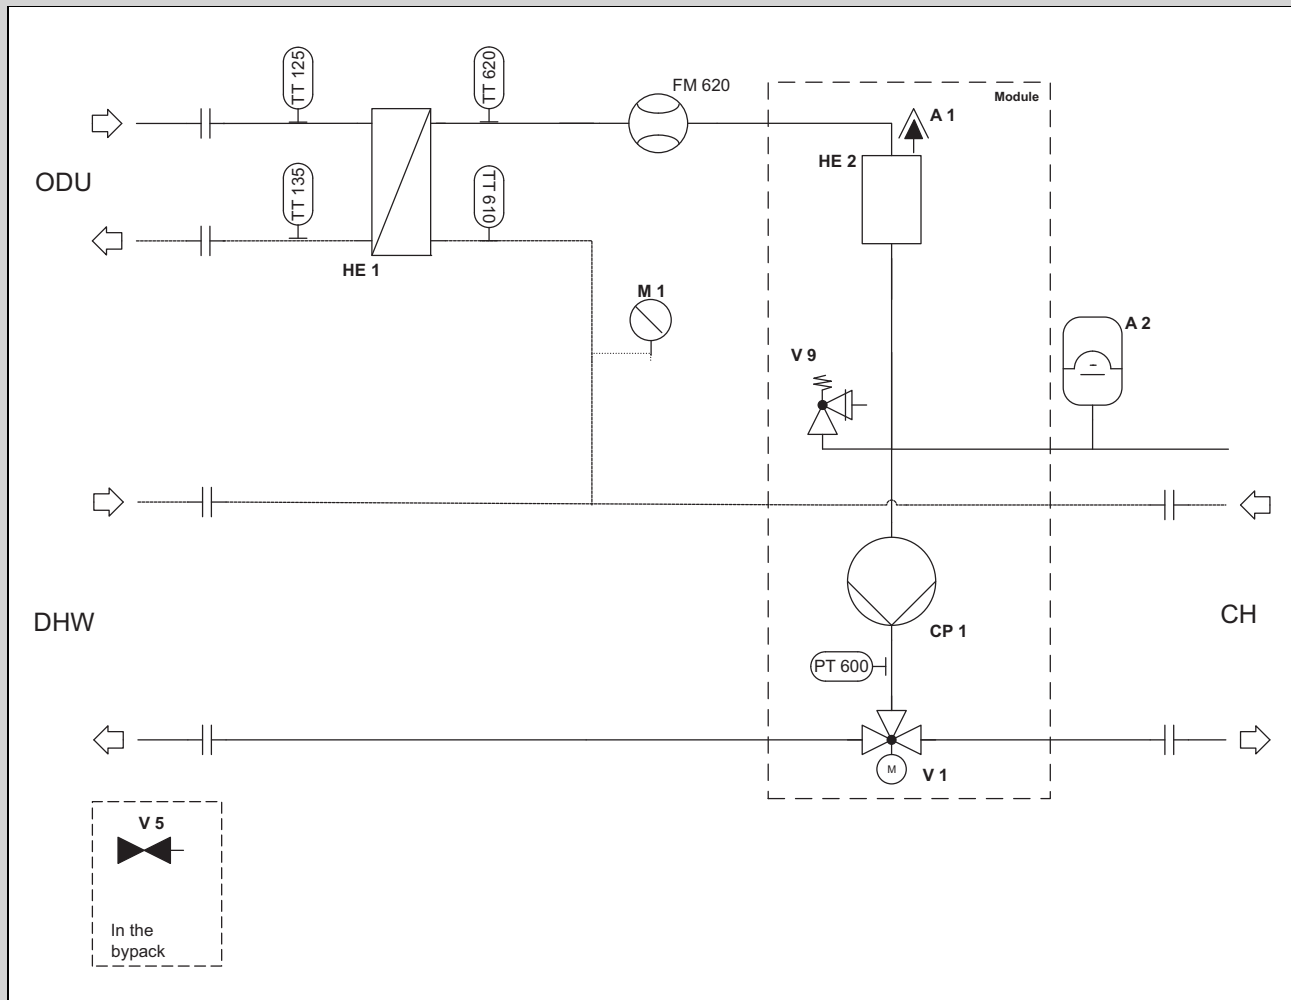 TT 125
TT 620
FM 620
Module
A 1
HE 2
ODU
TT 135
TT 610
HE 1
M 1
A 2
V 9
DHW
CH
CP 1
PT 600
M
V 1
V 5
In the
bypack